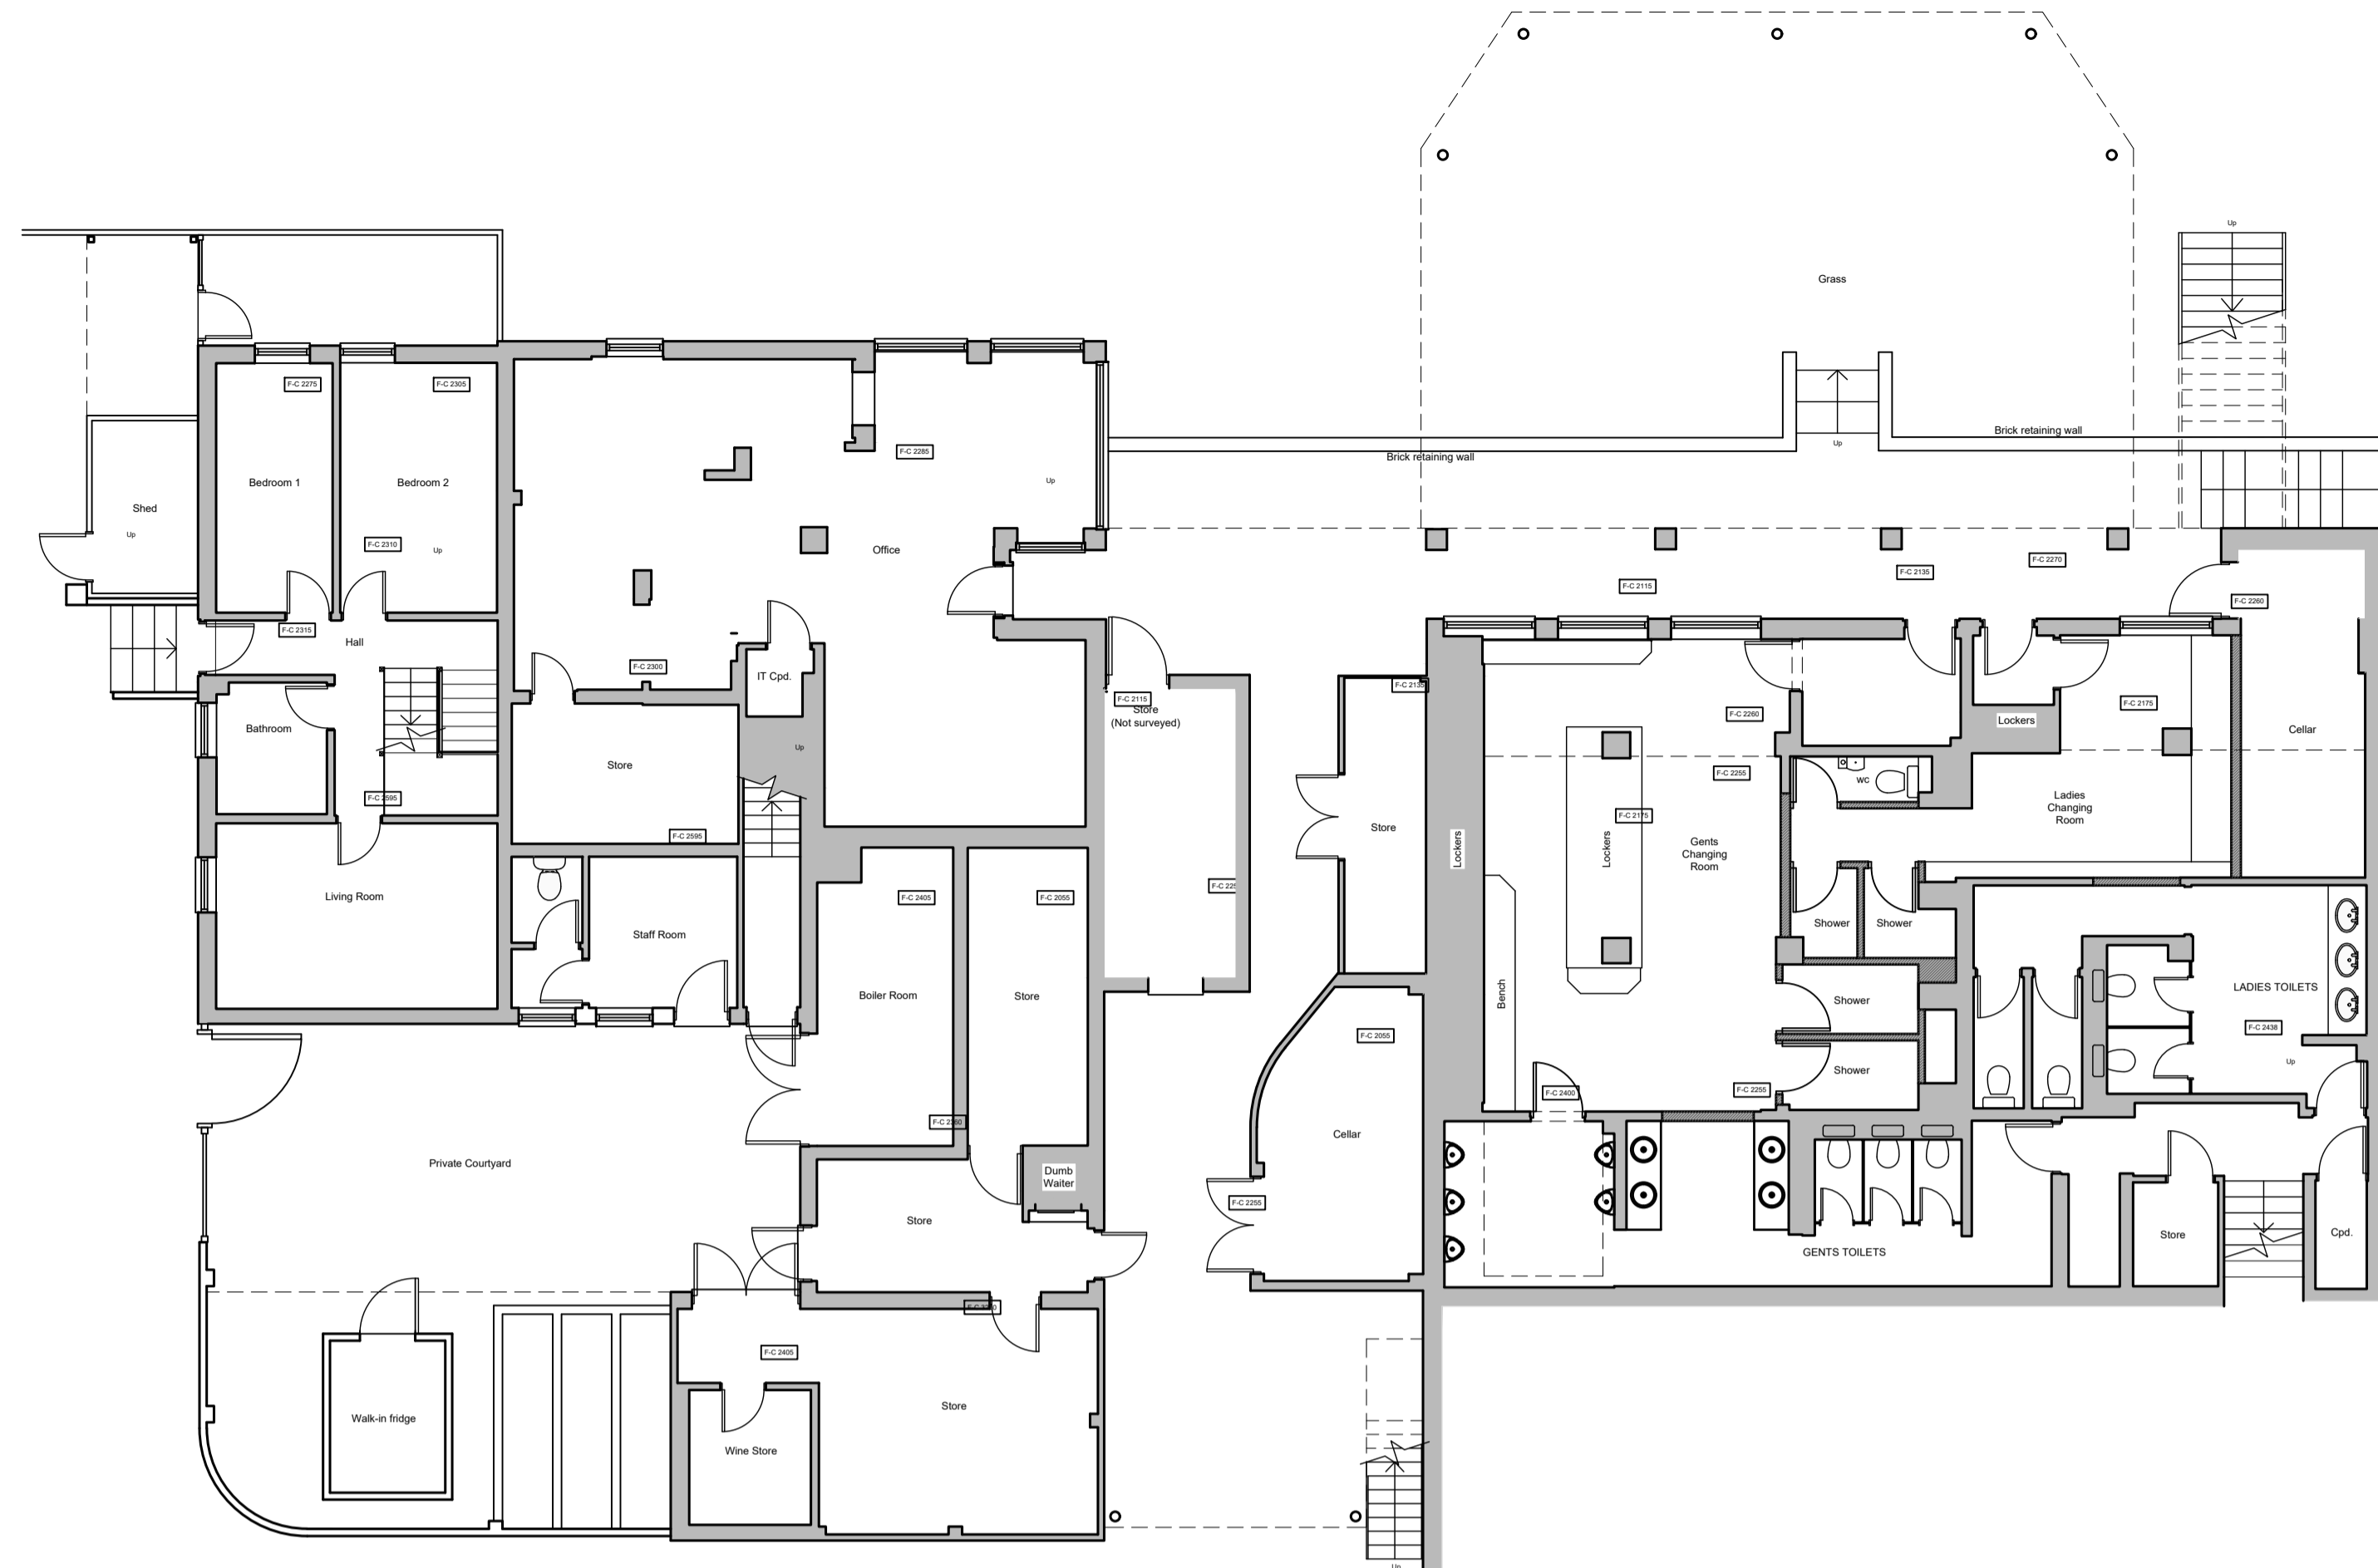 Up
Grass
F-C 2275
F-C 2305
Brick retaining wall
Up
F-C 2285
Brick retaining wall
Bedroom 1
Bedroom 2
Up
Shed
Up
F-C 2310
Up
Office
F-C 2270
F-C 2135
F-C 2115
F-C 2260
F-C 2315
Hall
F-C 2300
IT Cpd.
F-C 2135
F-C 2115
Store
(Not surveyed)
F-C 2260
F-C 2175
Lockers
Bathroom
Cellar
Up
Store
F-C 2255
wc
F-C 2595
Ladies
Changing
Room
F-C 2175
Store
F-C 2595
Lockers
Lockers
Gents
Changing
Room
Living Room
F-C 2405
F-C 2055
Shower
Shower
Staff Room
Boiler Room
Store
Bench
LADIES TOILETS
Shower
F-C 2438
F-C 2055
Up
Shower
F-C 2255
F-C 2400
Cellar
Private Courtyard
Dumb
Waiter
F-C 2255
Store
Store
Cpd.
GENTS TOILETS
F-C 2405
Store
Walk-in fridge
Wine Store
Up